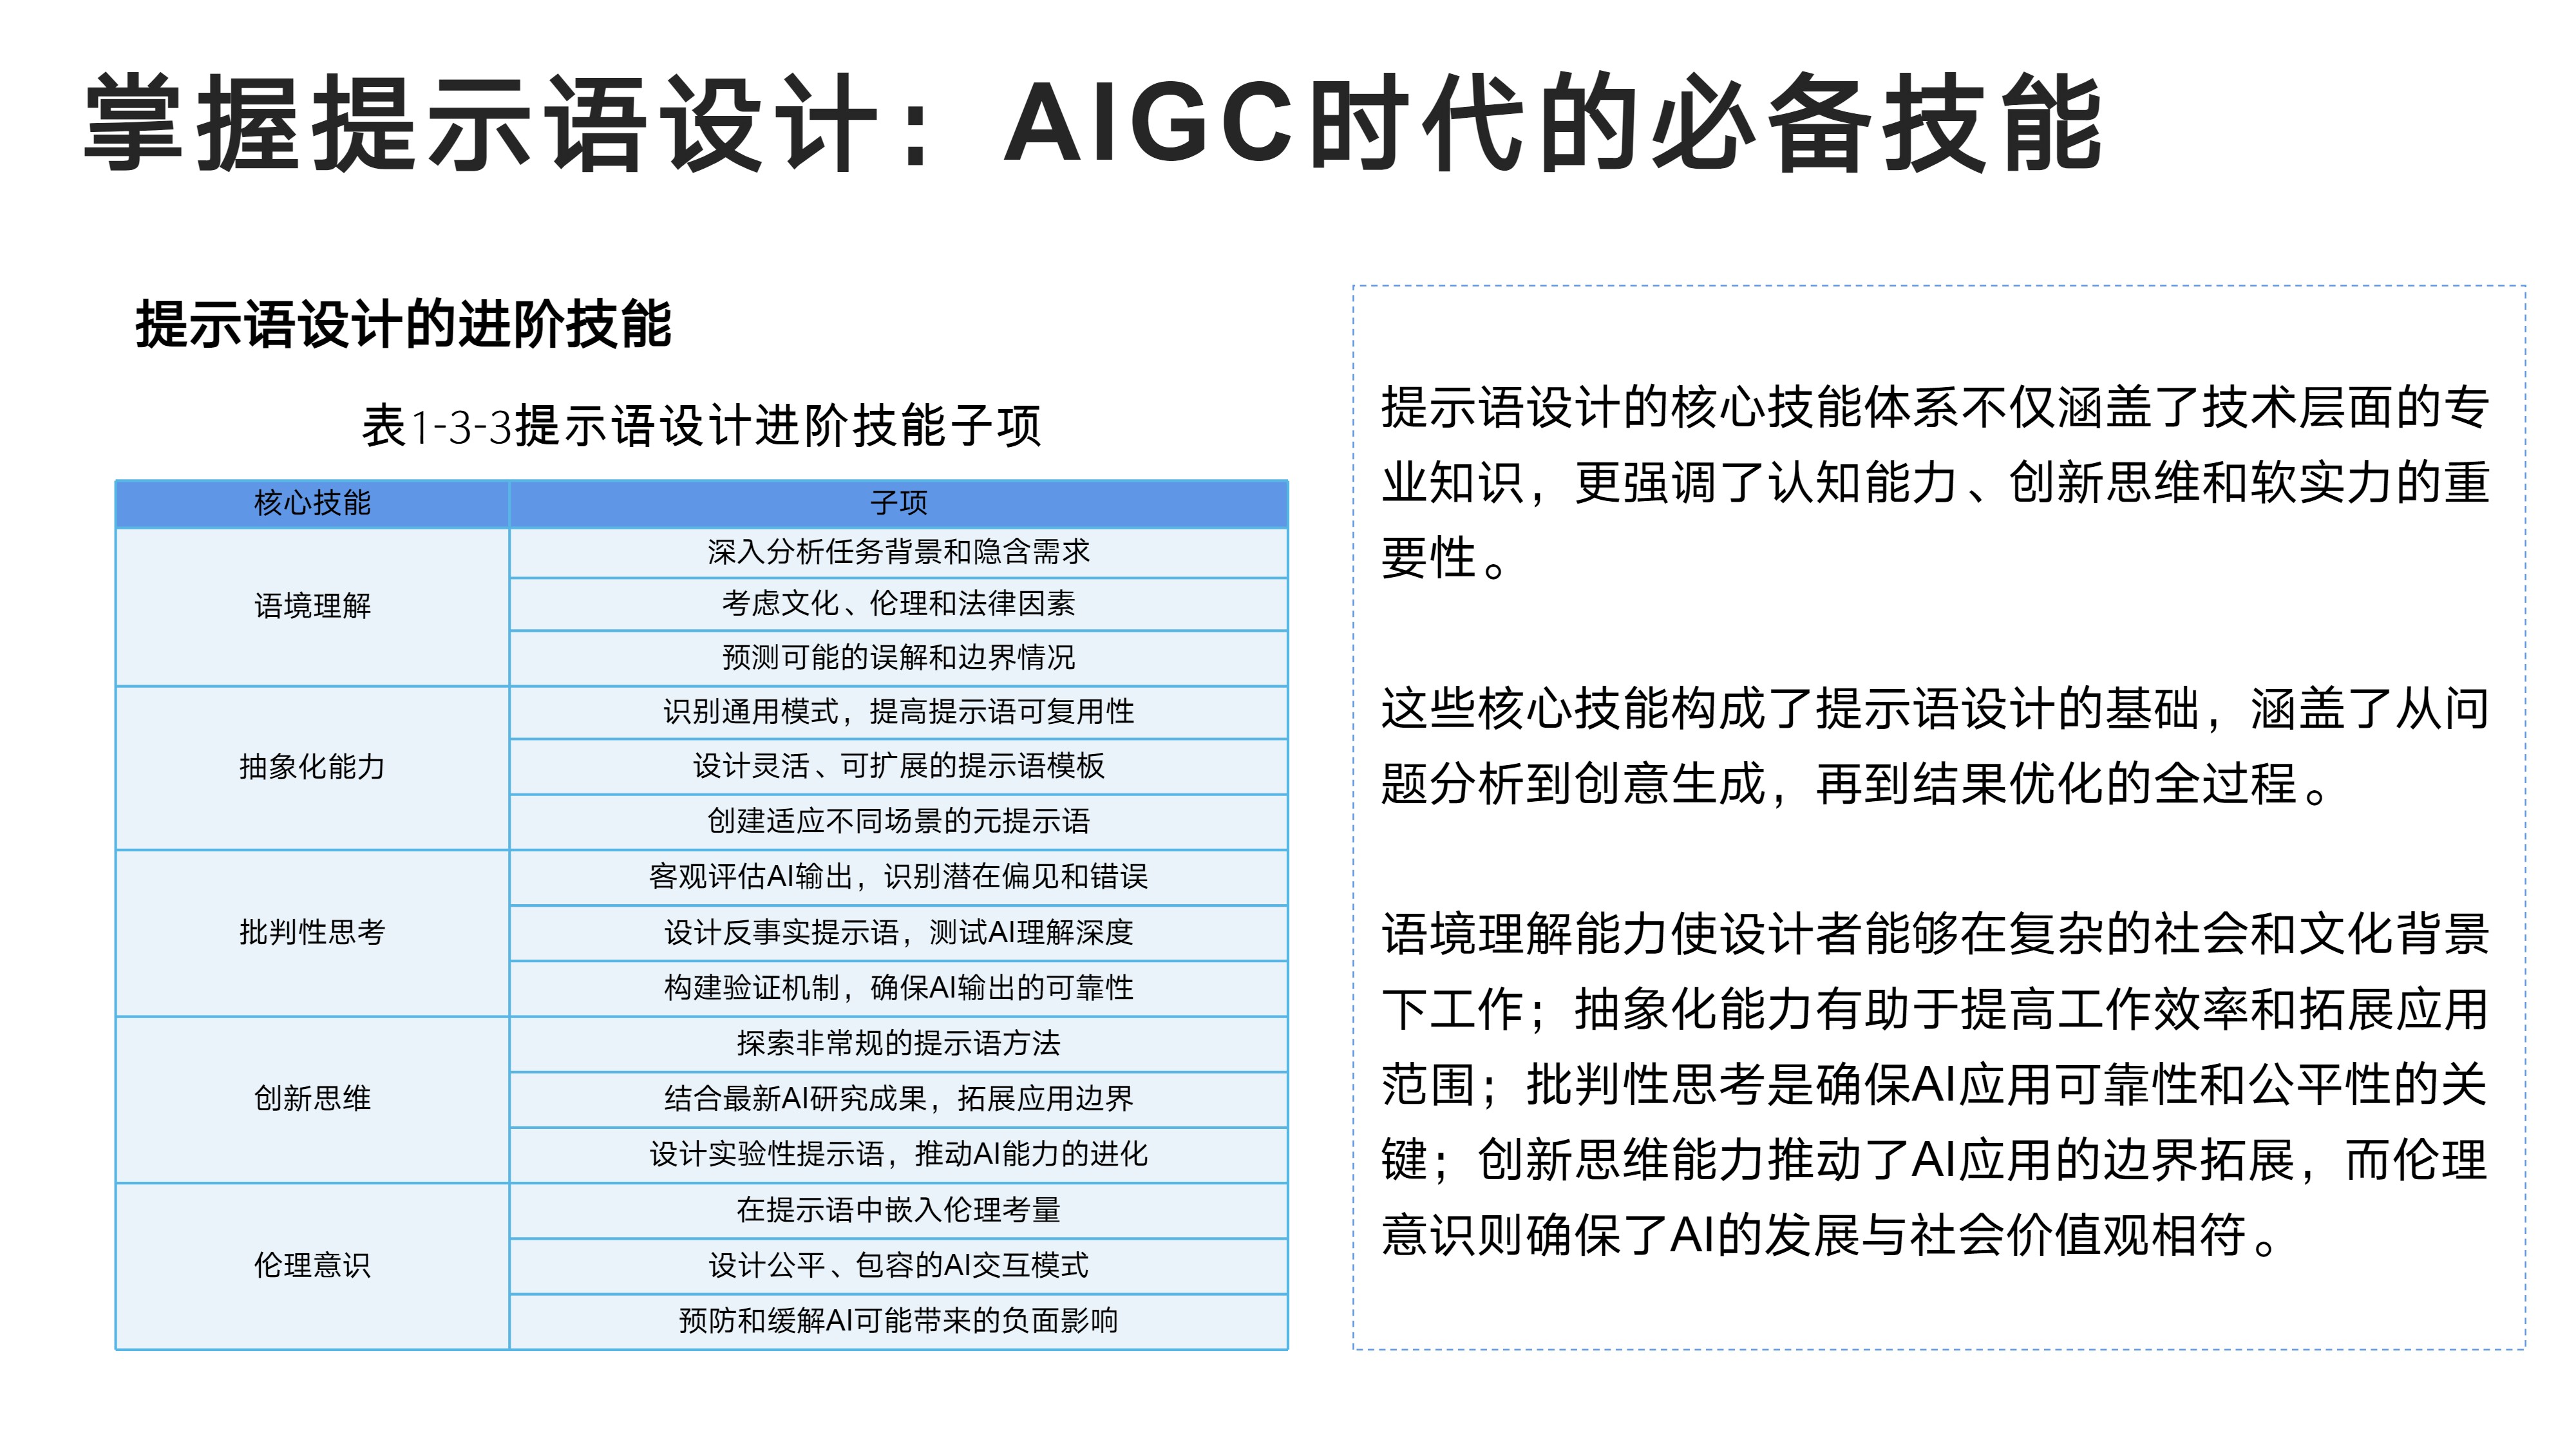 掌握提示语设计：AIGC时代的必备技能
提示语设计的进阶技能
表1-3-3提示语设计进阶技能子项
核心技能 子项
语境理解
深入分析任务背景和隐含需求
考虑文化、伦理和法律因素
预测可能的误解和边界情况
抽象化能力
识别通用模式，提高提示语可复用性
设计灵活、可扩展的提示语模板
创建适应不同场景的元提示语
批判性思考
客观评估AI输出，识别潜在偏见和错误
设计反事实提示语，测试AI理解深度
构建验证机制，确保AI输出的可靠性
创新思维
探索非常规的提示语方法
结合最新AI研究成果，拓展应用边界
设计实验性提示语，推动AI能力的进化
伦理意识
在提示语中嵌入伦理考量
设计公平、包容的AI交互模式
预防和缓解AI可能带来的负面影响
提示语设计的核心技能体系不仅涵盖了技术层面的专
业知识，更强调了认知能力、创新思维和软实力的重
要性。
这些核心技能构成了提示语设计的基础，涵盖了从问
题分析到创意生成，再到结果优化的全过程。
语境理解能力使设计者能够在复杂的社会和文化背景
下工作；抽象化能力有助于提高工作效率和拓展应用
范围；批判性思考是确保AI应用可靠性和公平性的关
键；创新思维能力推动了AI应用的边界拓展，而伦理
意识则确保了AI的发展与社会价值观相符。